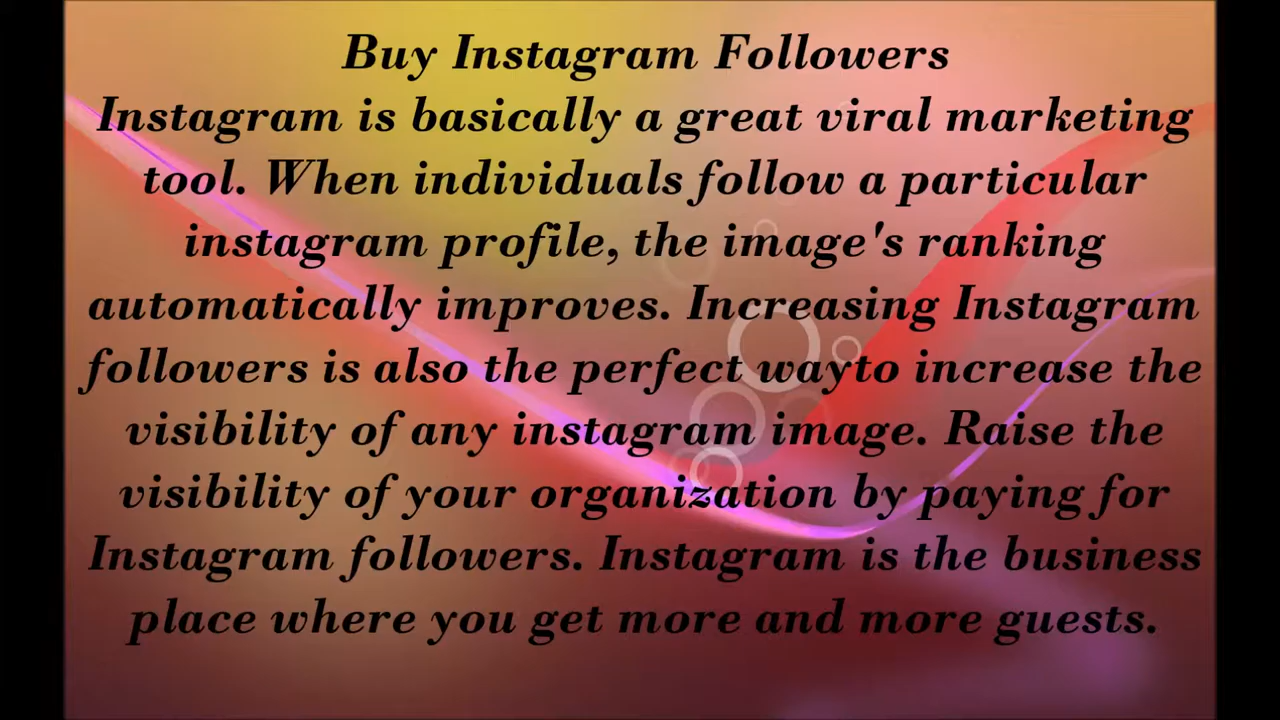 Buy Instagram Followers
Instagram is basically a great viral marketing
tool. When individuals follow a particular
instagram profile, the image's ranking
automatically improves. Increasing Instagram
followers is also the perfect wayto increase the
visibility of any instagram image. Raise the
visibility of your organization by paying for
Instagram followers. Instagram is the business
place where you get more and more guests.